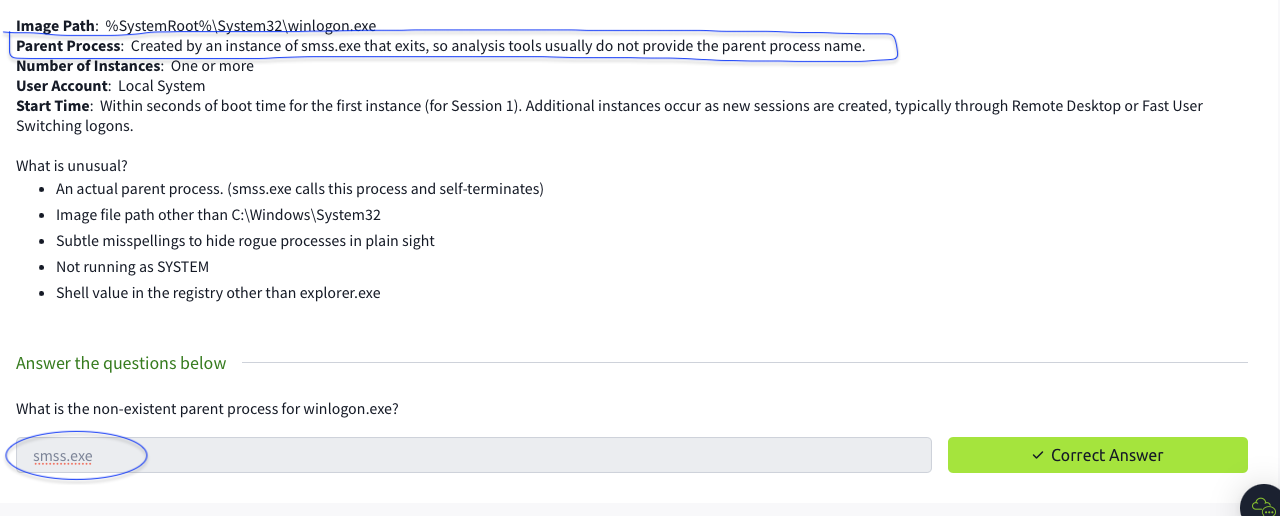 Image Path:  %SystemRoot%\System32\winlogon.exe
Parent Process:  Created by an instance of smss.exe that exits, so analysis tools usually do not provide the parent process name.
Number of Instances:  One or more
User Account:  Local System
Start Time:  Within seconds of boot time for the first instance (for Session 1). Additional instances occur as new sessions are created, typically through Remote Desktop or Fast User
Switching logons.
What is unusual?
• An actual parent process. (smss.exe calls this process and self-terminates)
• Image file path other than C:\Windows\System32
• Subtle misspellings to hide rogue processes in plain sight
• Not running as SYSTEM
• Shell value in the registry other than explorer.exe
Answer the questions below
What is the non-existent parent process for winlogon.exe?
smss.exe
✓ Correct Answer